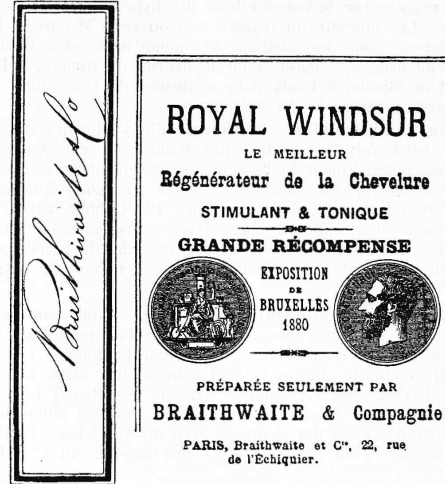 Braithwaite & Co
ROYAL WINDSOR
LE MEILLEUR
Régénérateur de la Chevelure
STIMULANT & TONIQUE
GRANDE RÉCOMPENSE
EXPOSITION
DE
BRUXELLES
1880
PRÉPARÉE SEULEMENT PAR
BRAITHWAITE & Compagnie
PARIS, Braithwaite et Cie, 22, rue
de l'Echiquier.